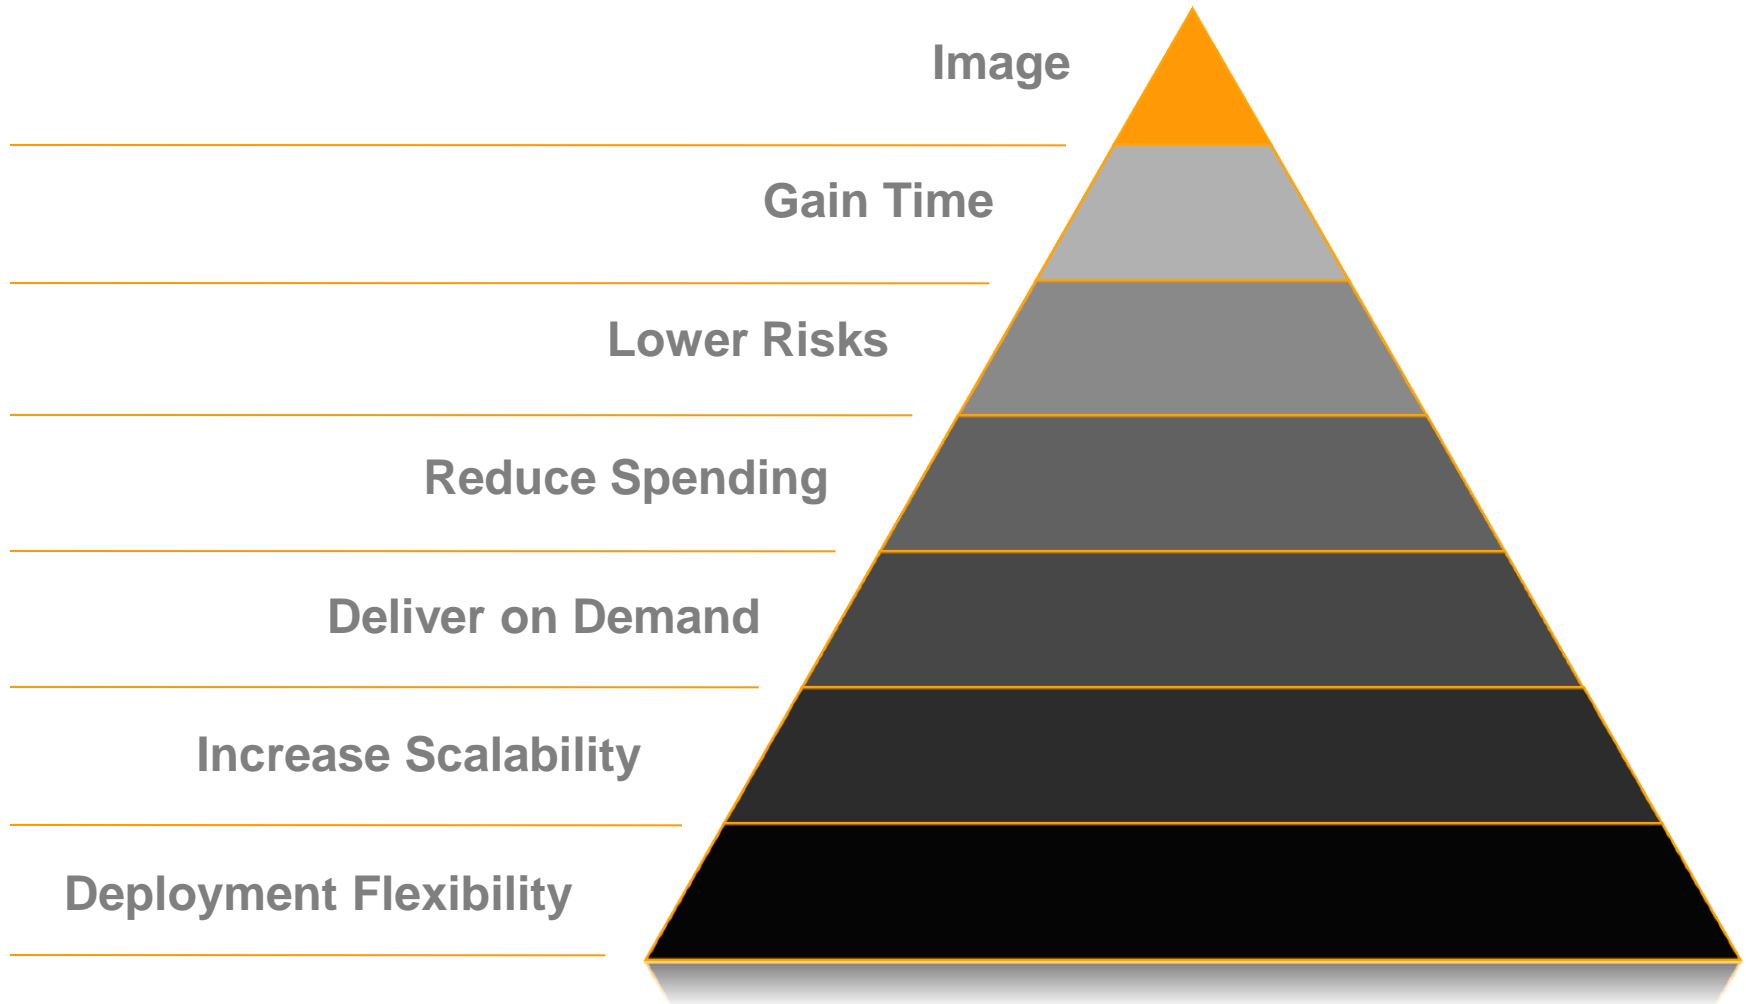 Image
Gain Time
Lower Risks
Reduce Spending
Deliver on Demand
Increase Scalability
Deployment Flexibility